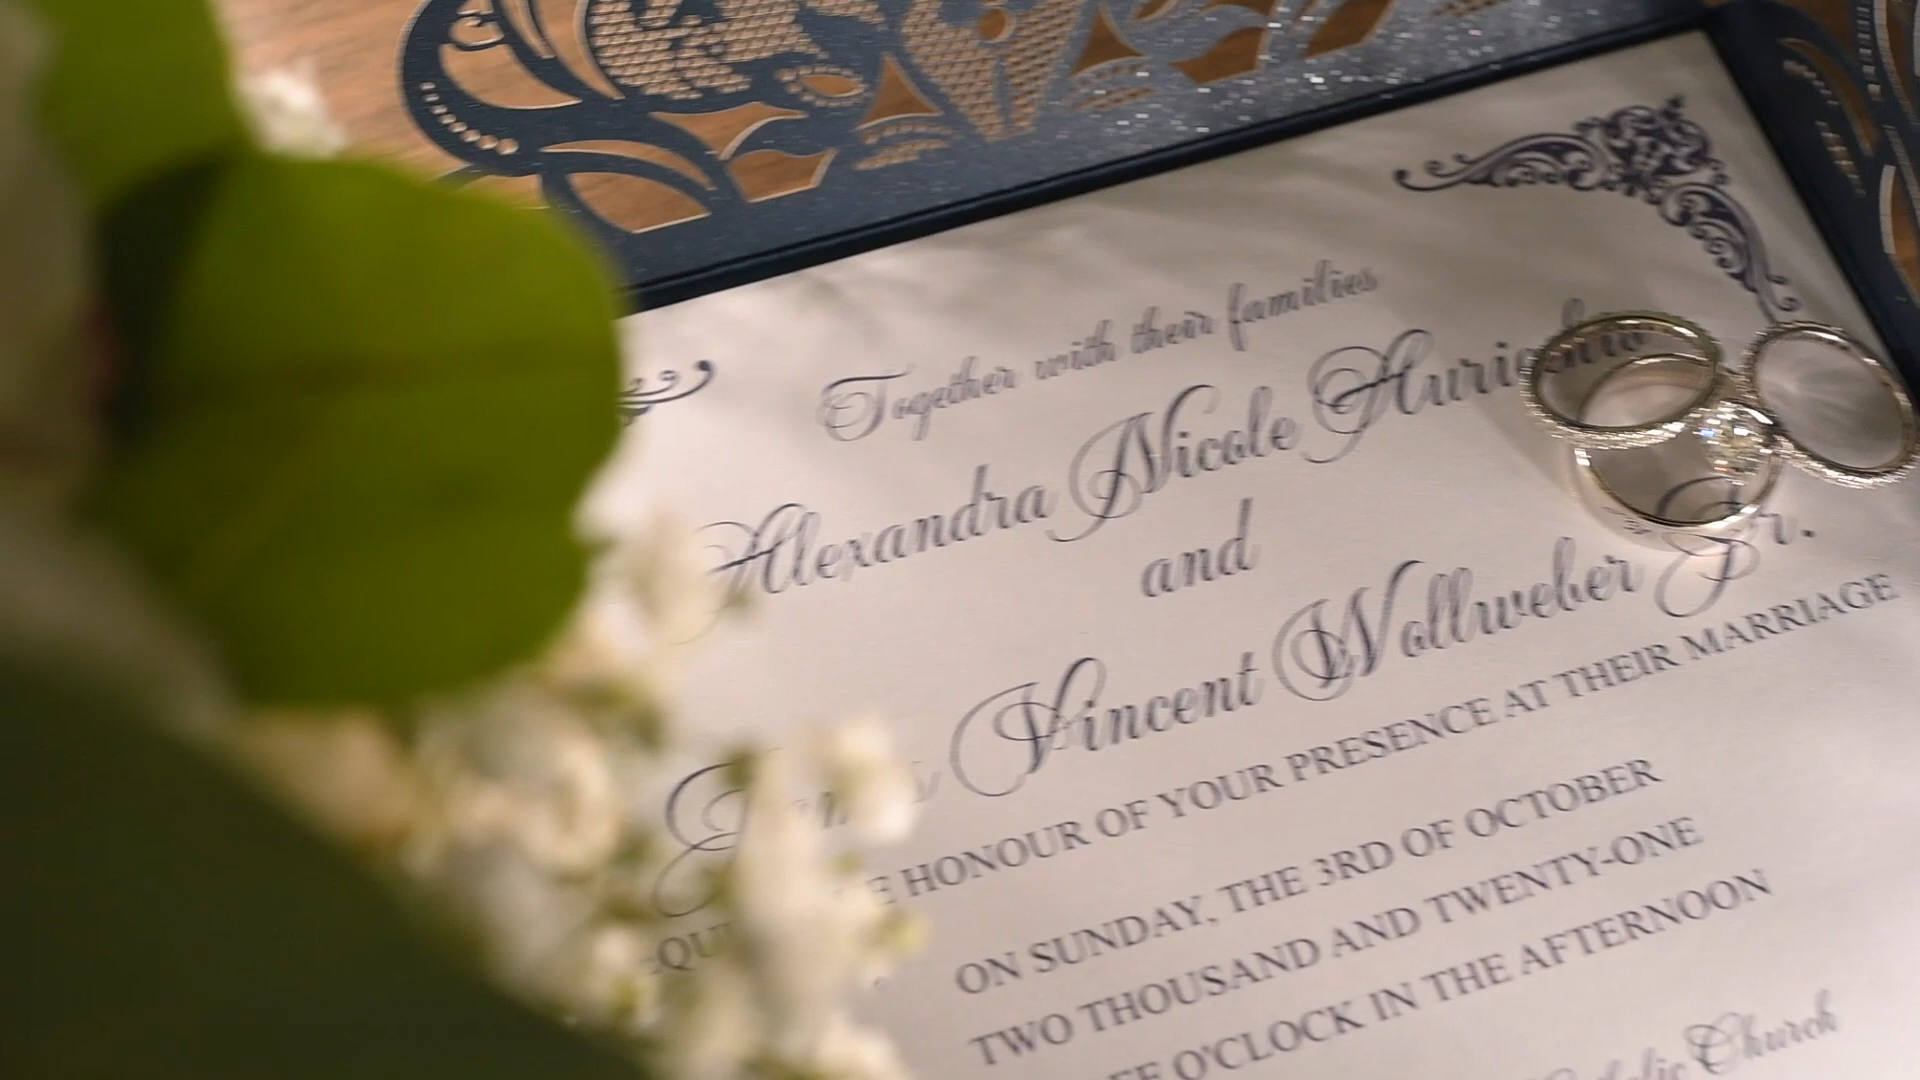 Together with their families
Alexandra Nicole
and
Vincent Wollweber Jr.
HONOUR OF YOUR PRESENCE AT THEIR MARRIAGE
ON SUNDAY, THE 3RD OF OCTOBER
TWO THOUSAND AND TWENTY-ONE
O'CLOCK IN THE AFTERNOON
Church